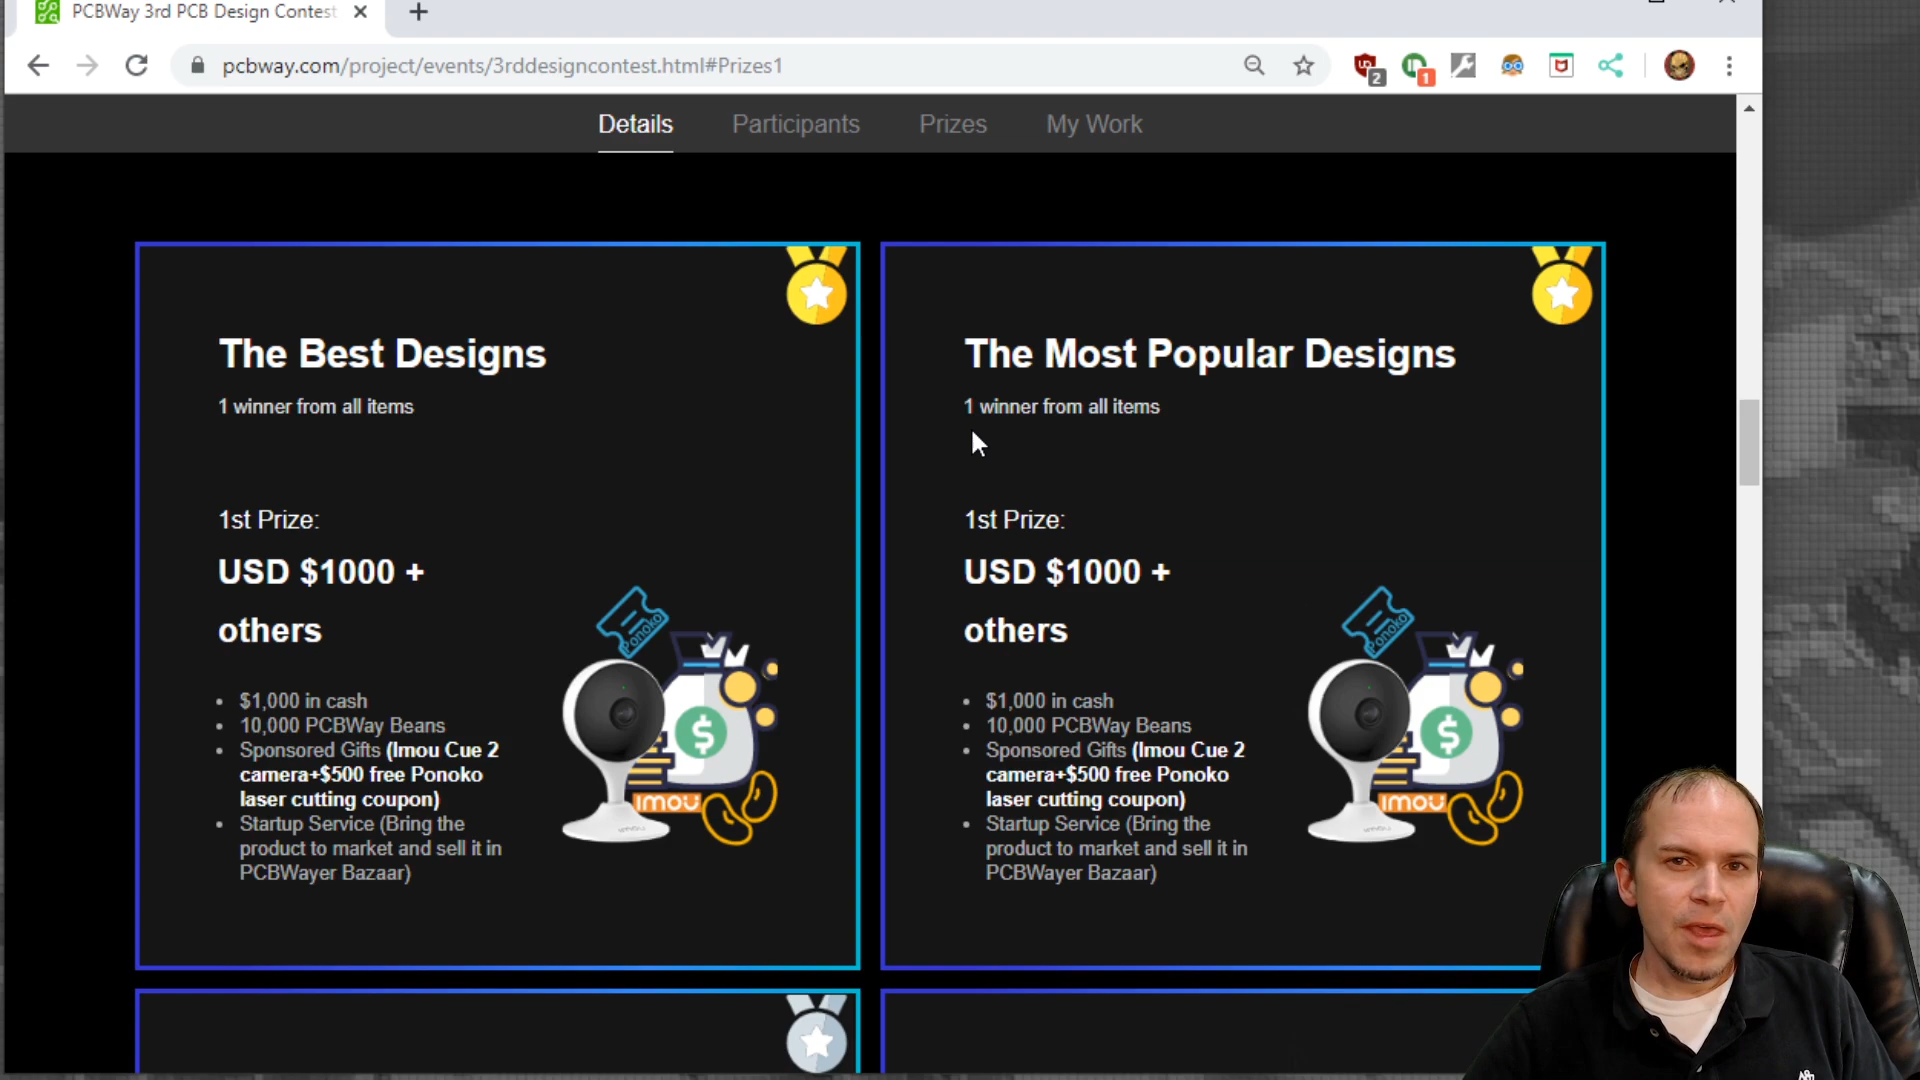 PCBWay 3rd PCB Design Contest
pcbway.com/project/events/3rddesigncontest.html#Prizes1
2
1
Details
Participants
Prizes
My Work
The Best Designs
1 winner from all items
1st Prize:
USD $1000 +
others
• $1,000 in cash
• 10,000 PCBWay Beans
• Sponsored Gifts (Imou Cue 2
camera+$500 free Ponoko
laser cutting coupon)
• Startup Service (Bring the
product to market and sell it in
PCBWayer Bazaar)
Ponoko
$
imou
imou
The Most Popular Designs
1 winner from all items
1st Prize:
USD $1000 +
others
• $1,000 in cash
• 10,000 PCBWay Beans
• Sponsored Gifts (Imou Cue 2
camera+$500 free Ponoko
laser cutting coupon)
• Startup Service (Bring the
product to market and sell it in
PCBWayer Bazaar)
Ponoko
$
imou
imou